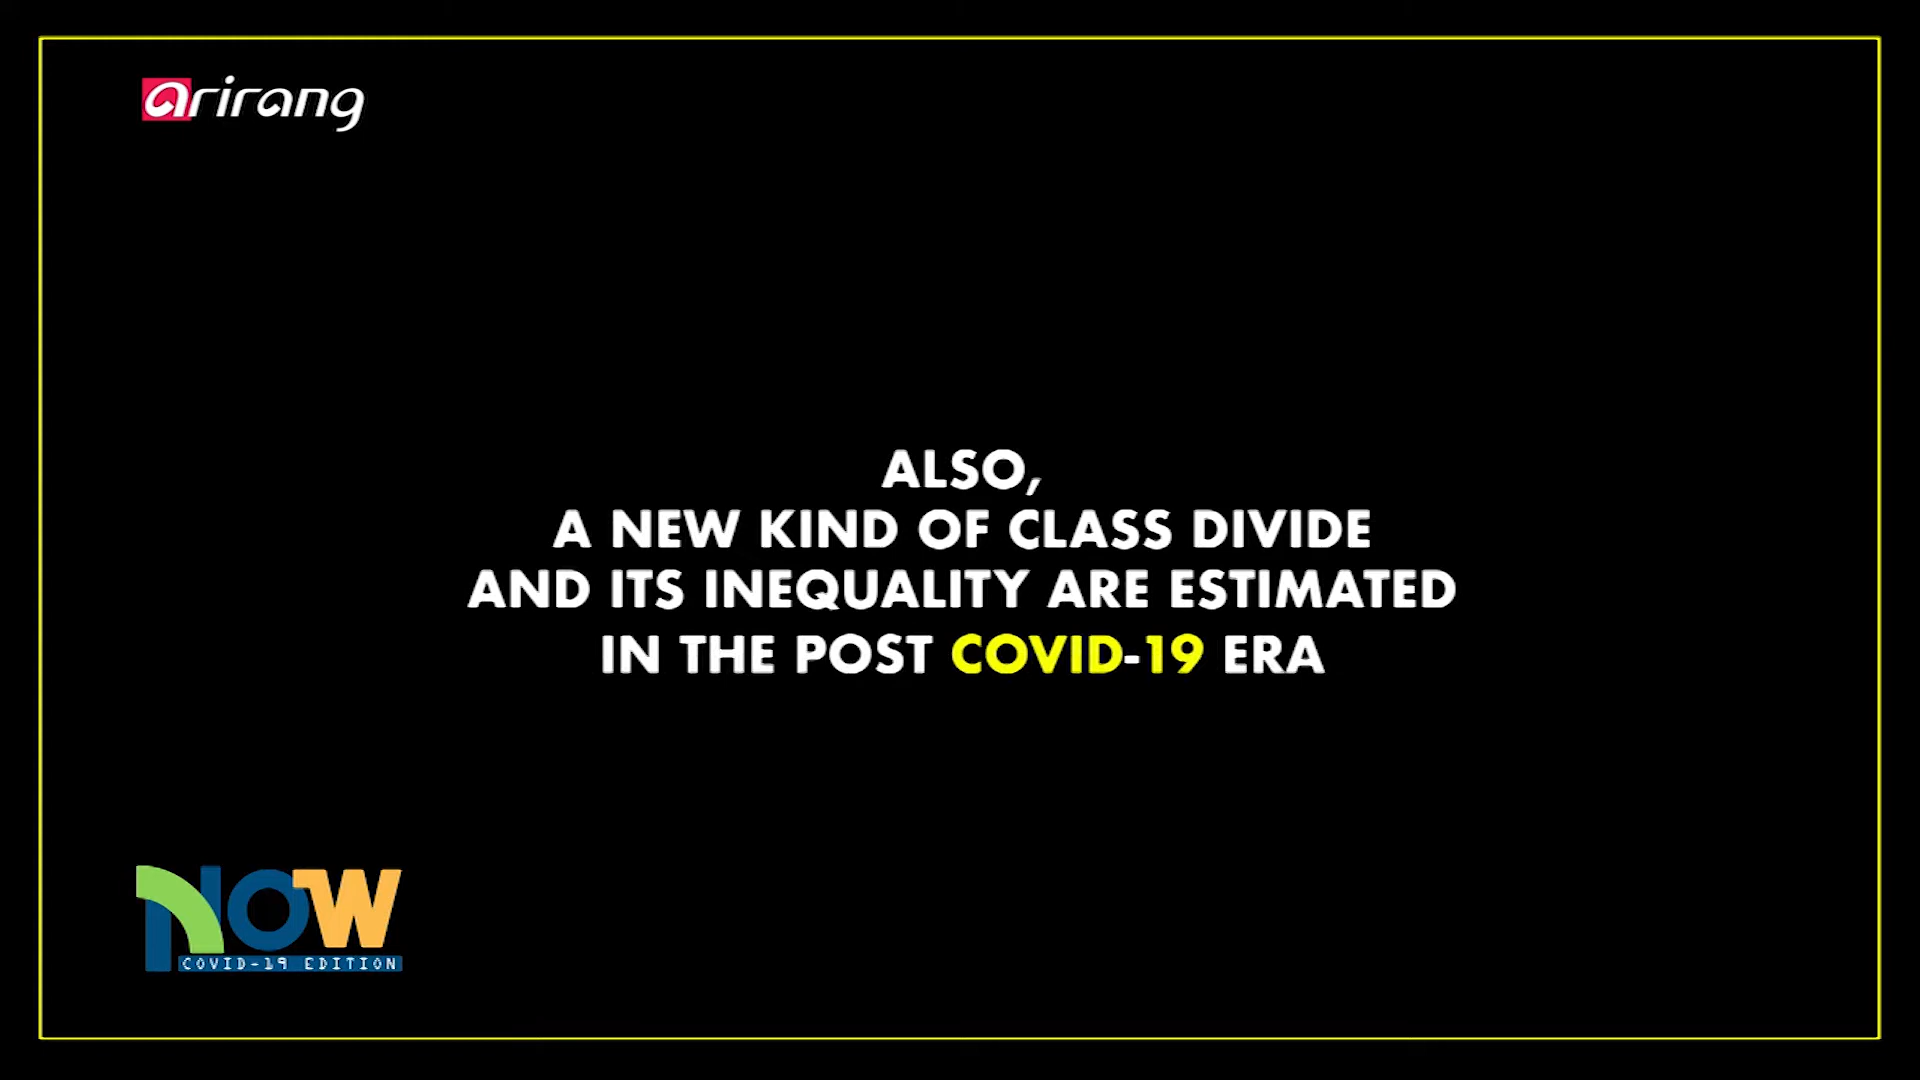 arirang
ALSO,
A NEW KIND OF CLASS DIVIDE
AND ITS INEQUALITY ARE ESTIMATED
IN THE POST COVID-19 ERA
NOW
COVID-19 EDITION